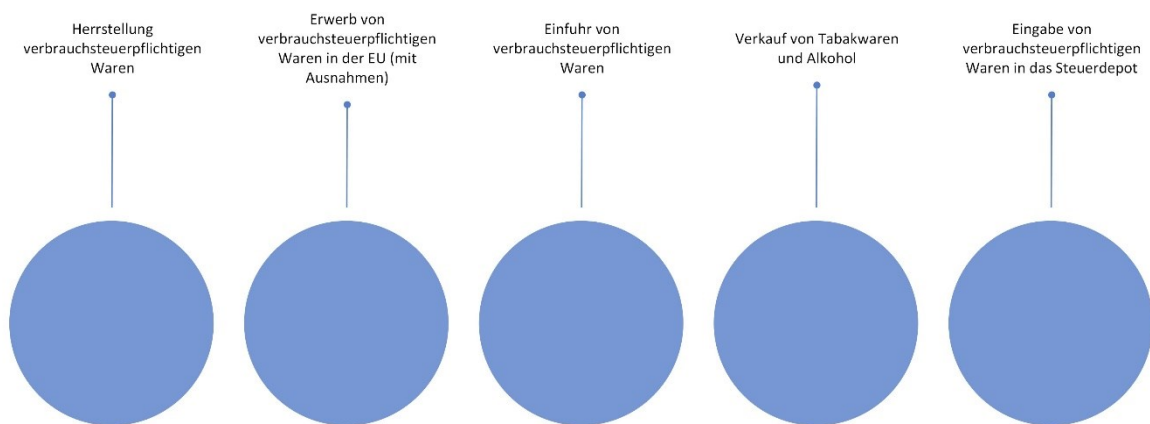 Herrstellung
verbrauchsteuerpflichtigen
Waren
Erwerb von
verbrauchsteuerpflichtigen
Waren in der EU (mit
Ausnahmen)
Einfuhr von
verbrauchsteuerpflichtigen
Waren
Verkauf von Tabakwaren
und Alkohol
Eingabe von
verbrauchsteuerpflichtigen
Waren in das Steuerdepot